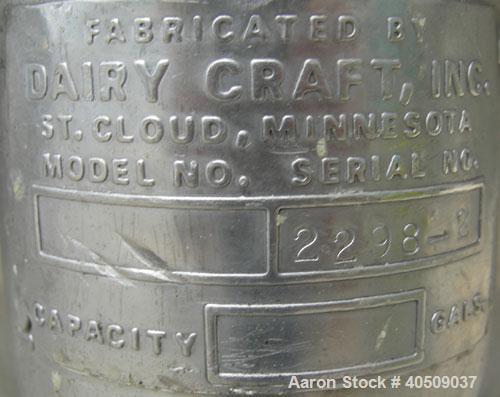 FABRICATED BY
DAIRY CRAFT, INC.
ST. CLOUD, MINNESOTA
MODEL NO. SERIAL NO.
2298-2
CAPACITY GALS.
Aaron Stock # 40509037